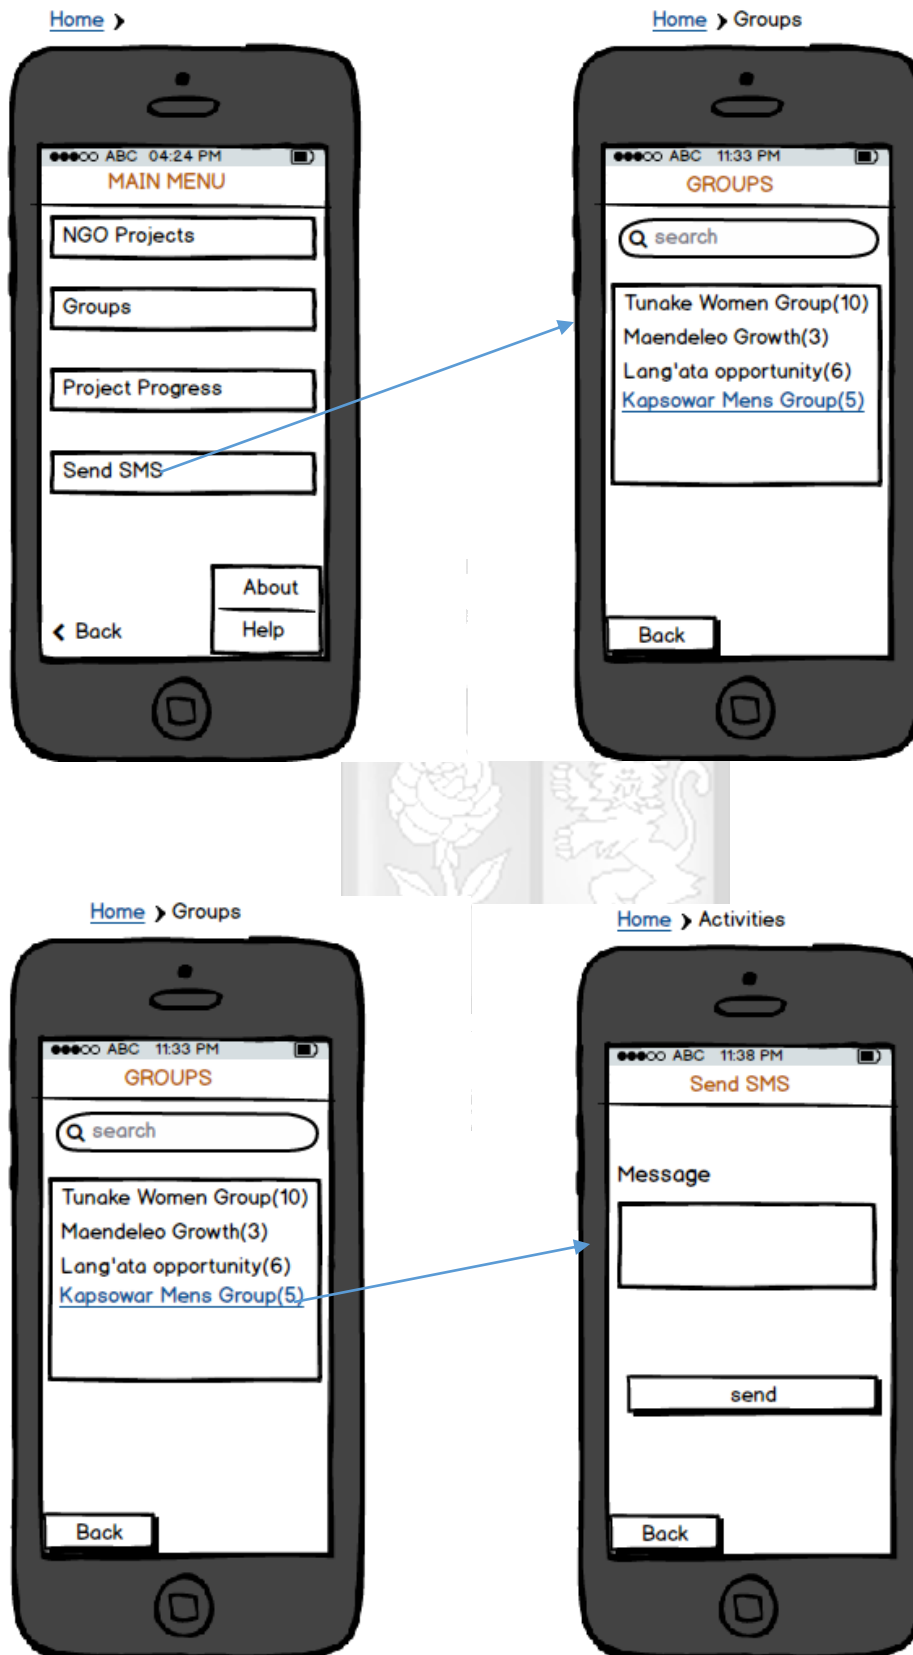 Home ❯
ABC 04:24 PM
MAIN MENU
NGO Projects
Groups
Project Progress
Send SMS
About
Help
Back
Home ❯ Groups
ABC 11:33 PM
GROUPS
search
Tunake Women Group(10)
Maendeleo Growth(3)
Lang'ata opportunity(6)
Kapsowar Mens Group(5)
Back
Home ❯ Groups
ABC 11:33 PM
GROUPS
search
Tunake Women Group(10)
Maendeleo Growth(3)
Lang'ata opportunity(6)
Kapsowar Mens Group(5)
Back
Home ❯ Activities
ABC 11:38 PM
Send SMS
Message
send
Back